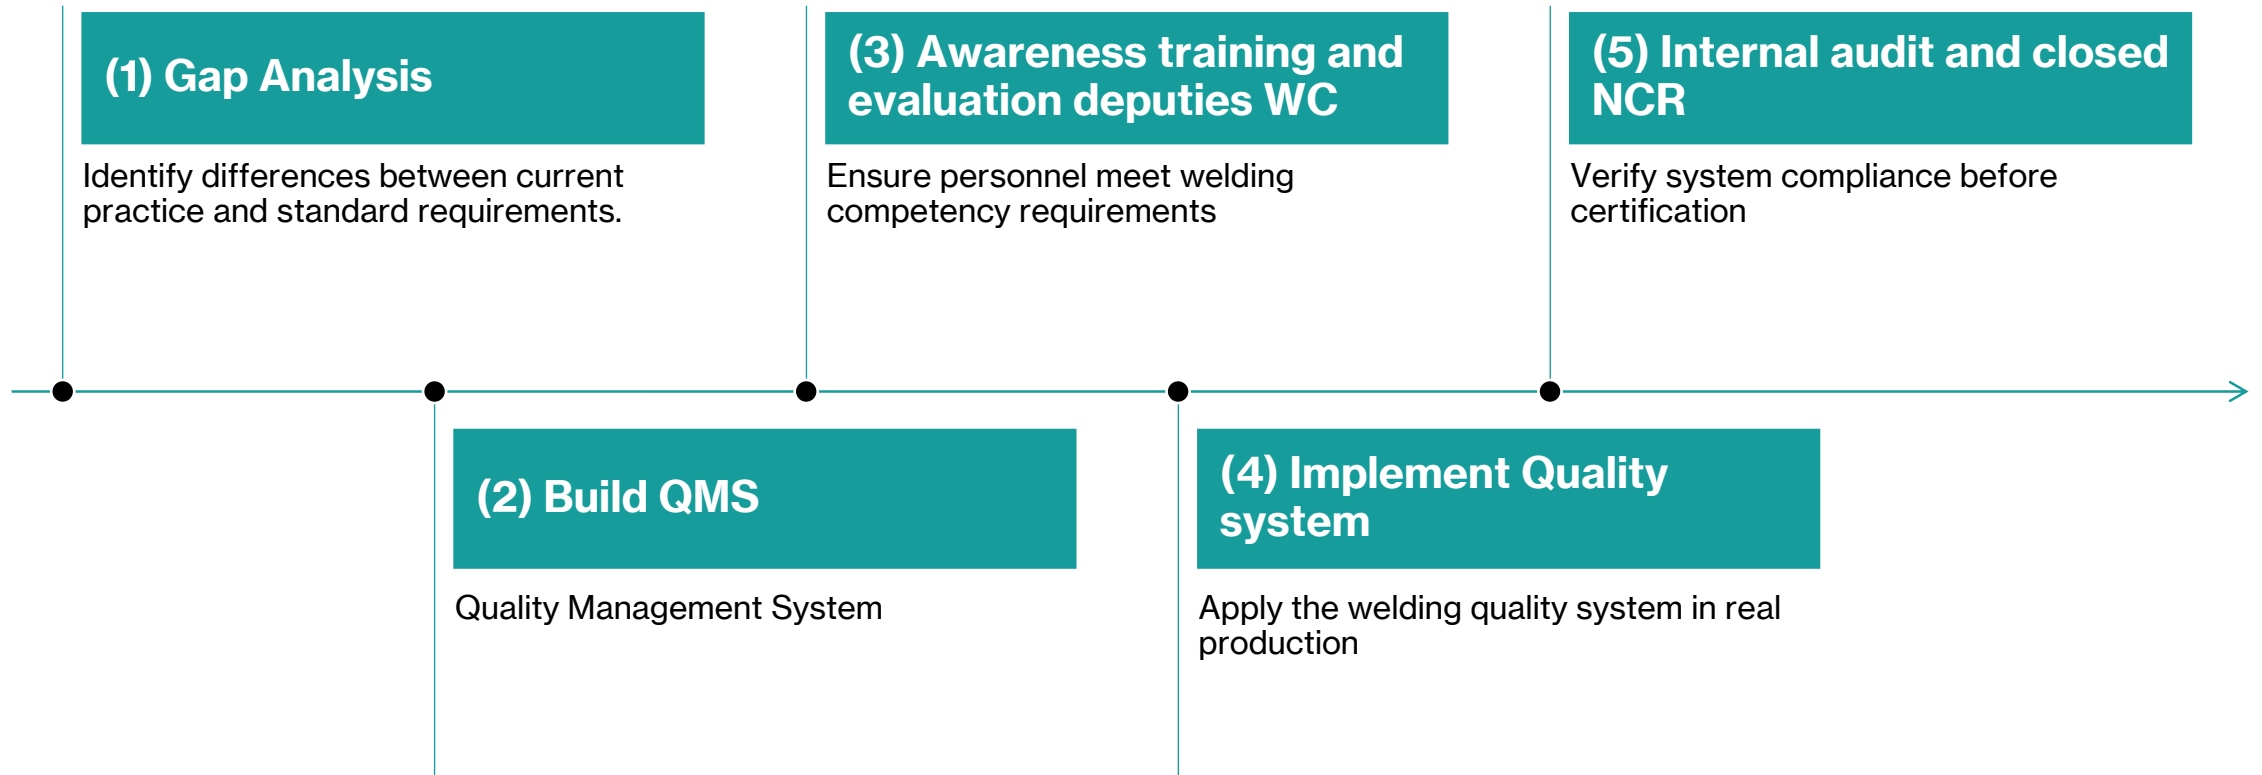 (1) Gap Analysis
Identify differences between current
practice and standard requirements.
(2) Build QMS
Quality Management System
(3) Awareness training and
evaluation deputies WC
Ensure personnel meet welding
competency requirements
(4) Implement Quality
system
Apply the welding quality system in real
production
(5) Internal audit and closed
NCR
Verify system compliance before
certification